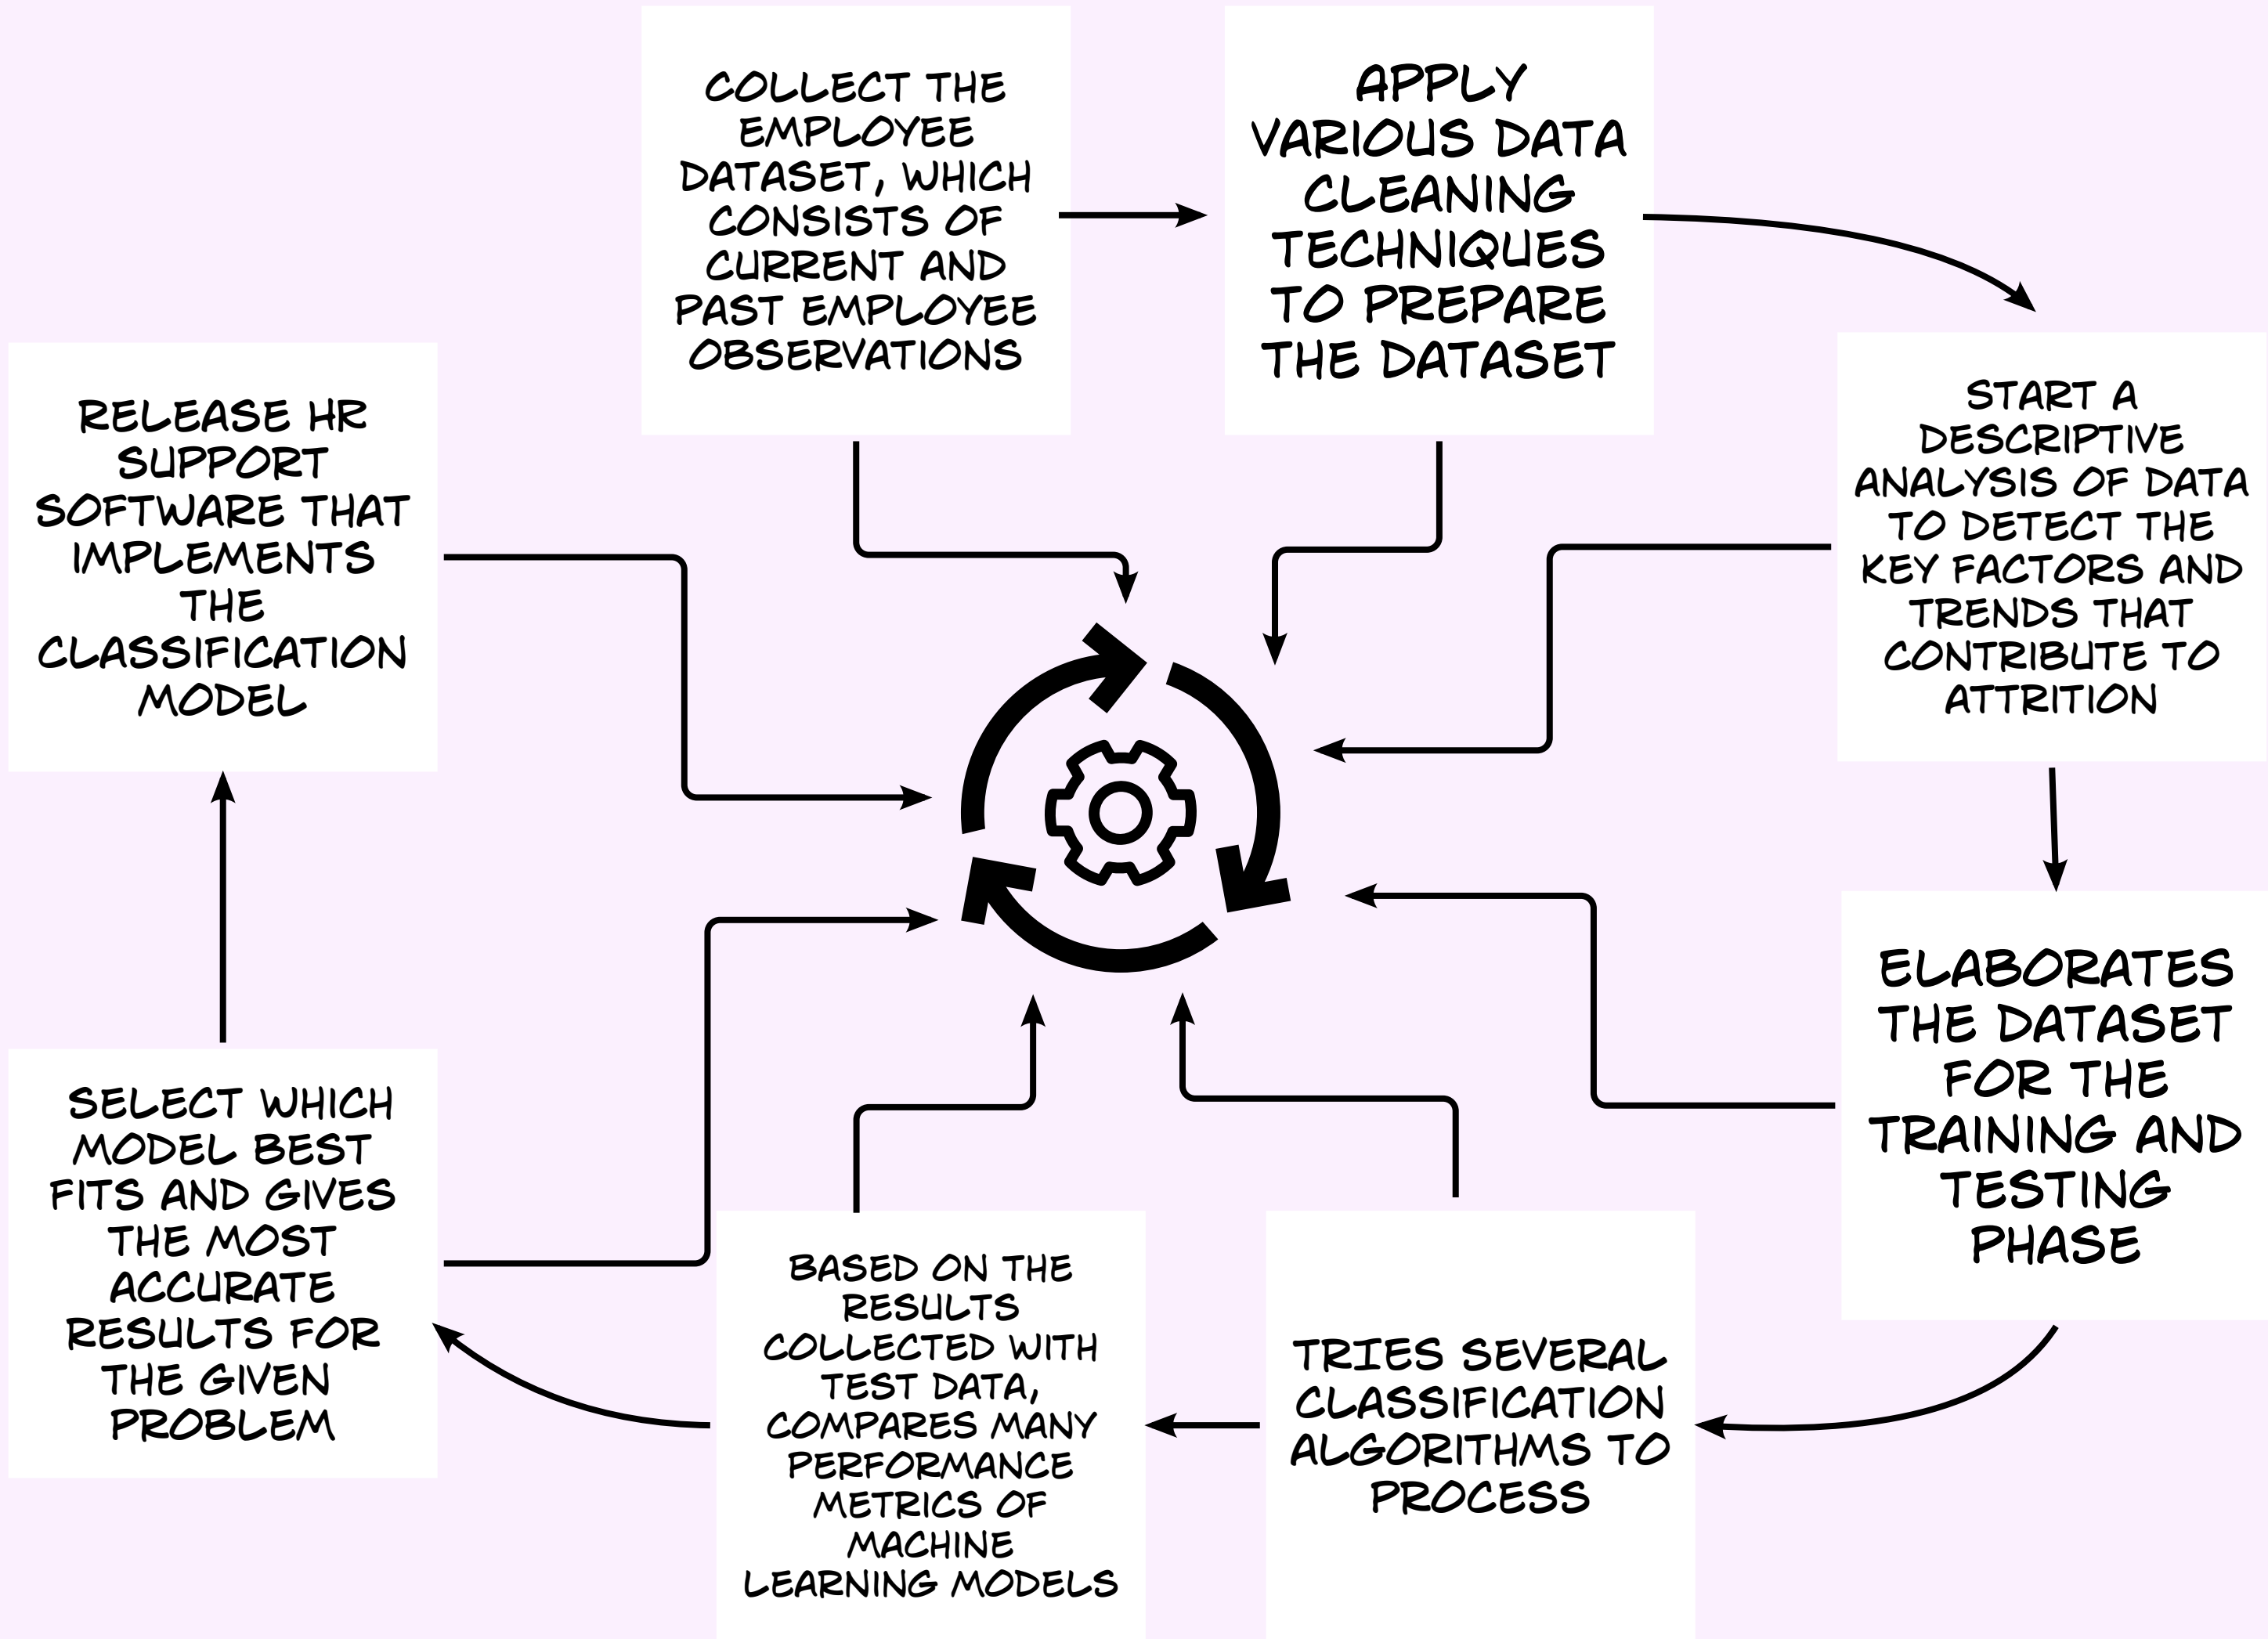 COLLECT THE
EMPLOYEE
DATASET, WHICH
CONSISTS OF
CURRENT AND
PAST EMPLOYEE
OBSERVATIONS
APPLY
VARIOUS DATA
CLEANING
TECHNIQUES
TO PREPARE
THE DATASET
START A
DESCRIPTIVE
ANALYSIS OF DATA
TO DETECT THE
KEY FACTORS AND
TRENDS THAT
CONTRIBUTE TO
ATTRITION
ELABORATES
THE DATASET
FOR THE
TRAINING AND
TESTING
PHASE
TRIES SEVERAL
CLASSIFICATION
ALGORITHMS TO
PROCESS
BASED ON THE
RESULTS
COLLECTED WITH
TEST DATA,
COMPARES MANY
PERFORMANCE
METRICS OF
MACHINE
LEARNING MODELS
SELECT WHICH
MODEL BEST
FITS AND GIVES
THE MOST
ACCURATE
RESULTS FOR
THE GIVEN
PROBLEM
RELEASE HR
SUPPORT
SOFTWARE THAT
IMPLEMENTS
THE
CLASSIFICATION
MODEL